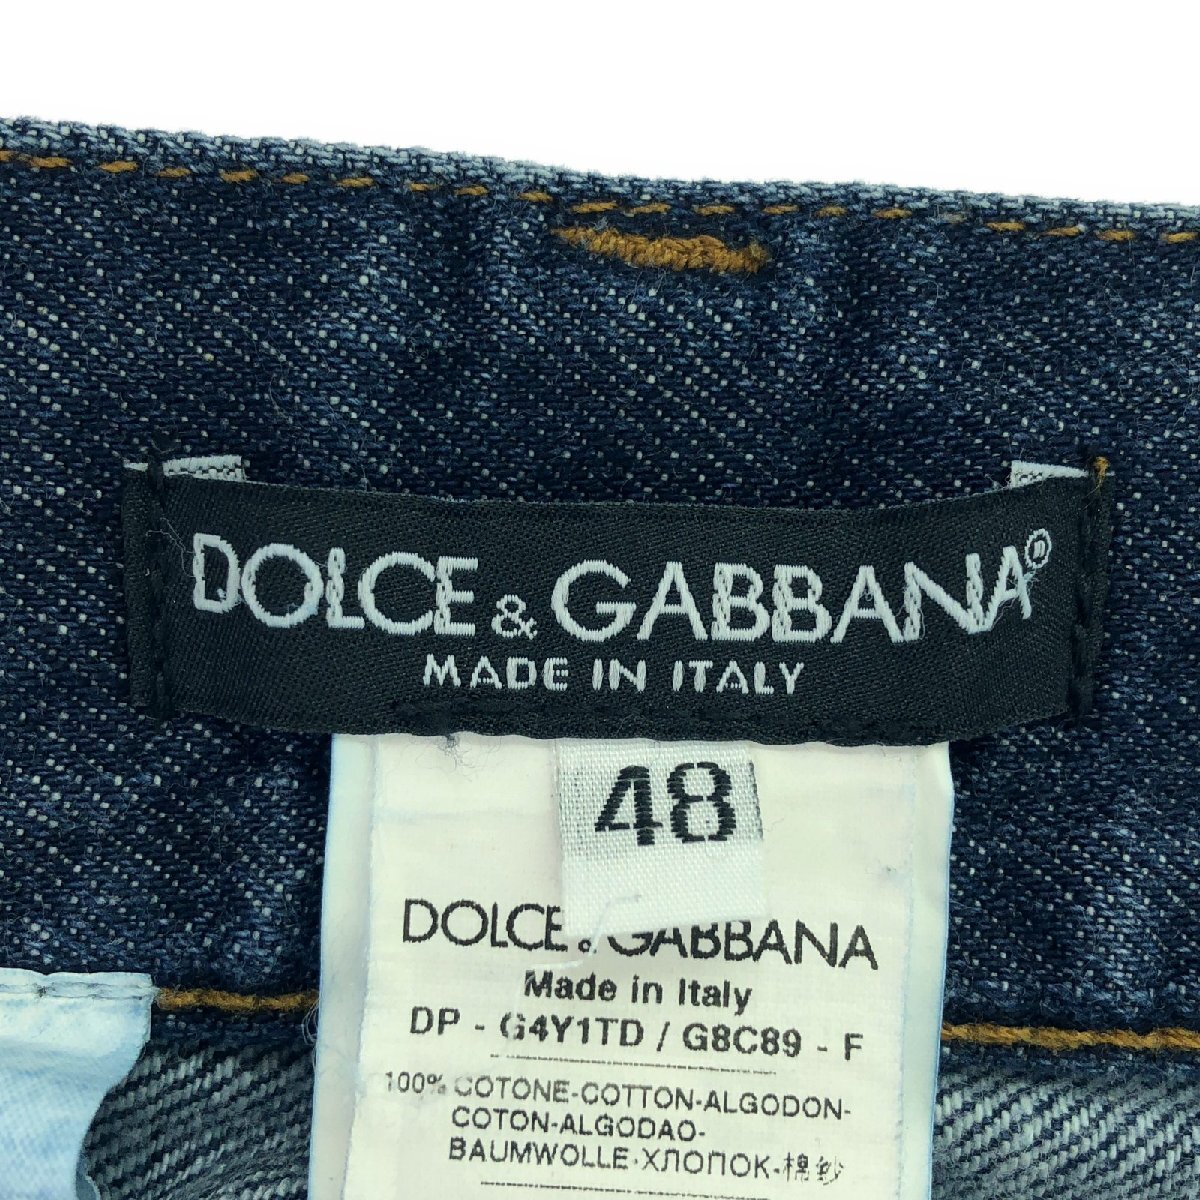 DOLCE & GABBANA®
MADE IN ITALY
48
DOLCE & GABBANA
Made in Italy
DP - G4Y1TD / G8C89 - F
100% COTONE-COTTON-ALGODON-
COTON-ALGODAO-
BAUMWOLLE-ХЛОПОК-棉纱